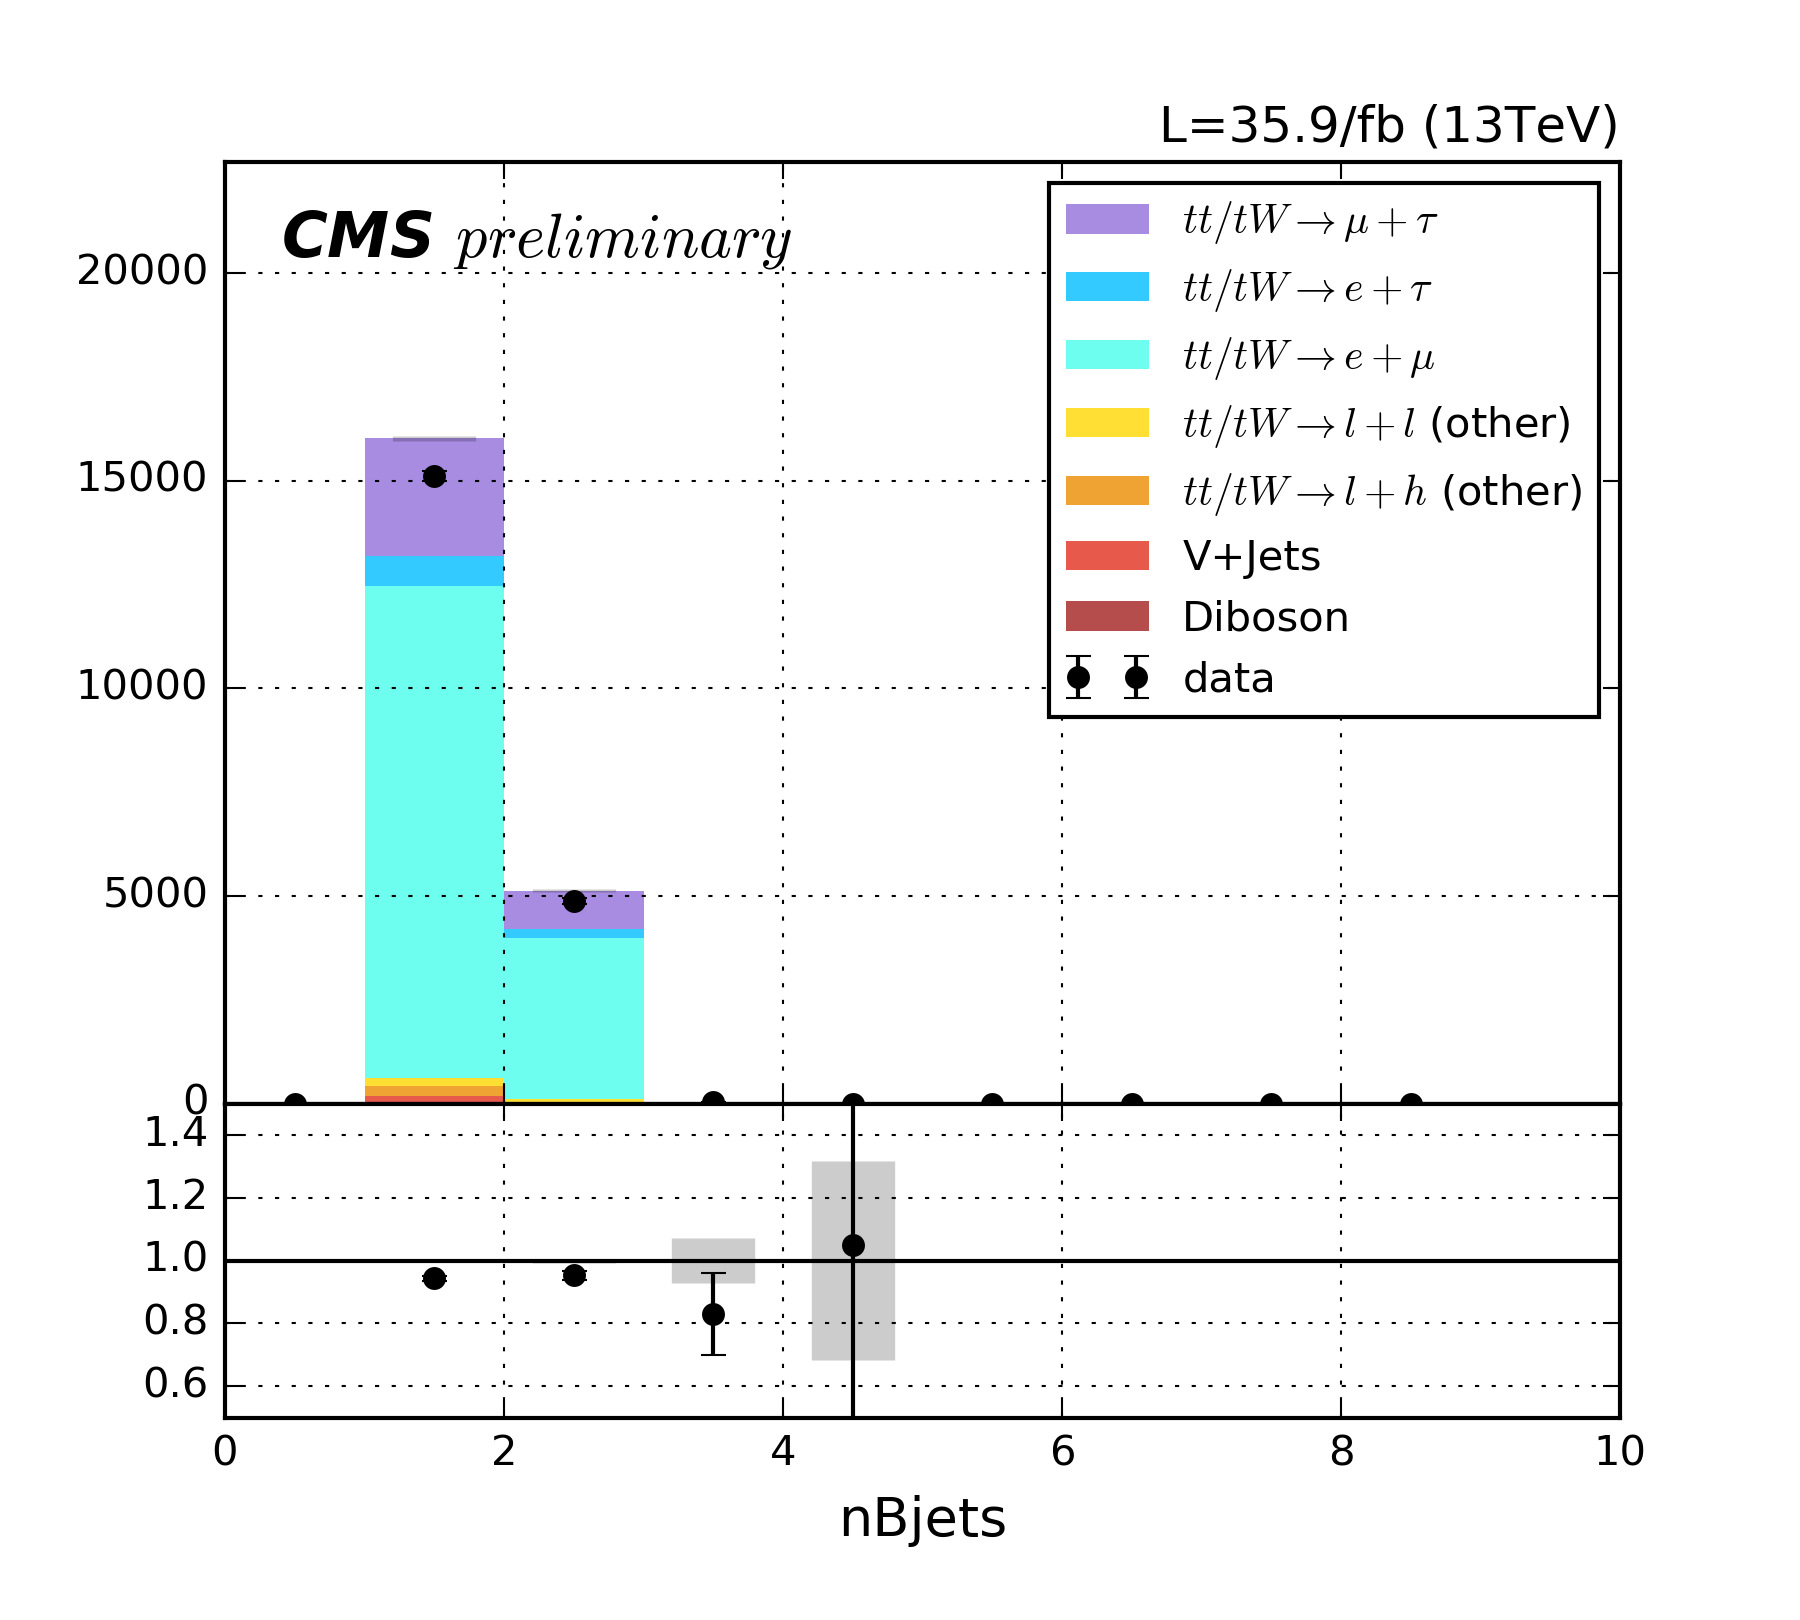 L=35.9/fb (13TeV)
CMS preliminary
tt/tW → μ + τ
tt/tW → e + τ
tt/tW → e + μ
tt/tW → l + l (other)
tt/tW → l + h (other)
V+Jets
Diboson
data
20000
15000
10000
5000
0
1.4
1.2
1.0
0.8
0.6
0 2 4 6 8 10
nBjets